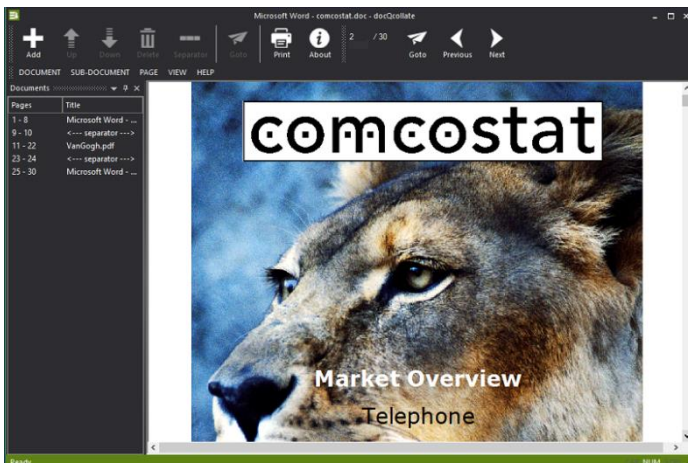 Microsoft Word - comcostat.doc - docQcollate
Add Up Down Delete Separator Goto Print About 2 / 30 Goto Previous Next
DOCUMENT SUB-DOCUMENT PAGE VIEW HELP
Documents
Pages Title
1 - 8 Microsoft Word - ...
9 - 10 <--- separator --->
11 - 22 VanGogh.pdf
23 - 24 <--- separator --->
25 - 30 Microsoft Word - ...
comcostat
Market Overview
Telephone
Ready NUM